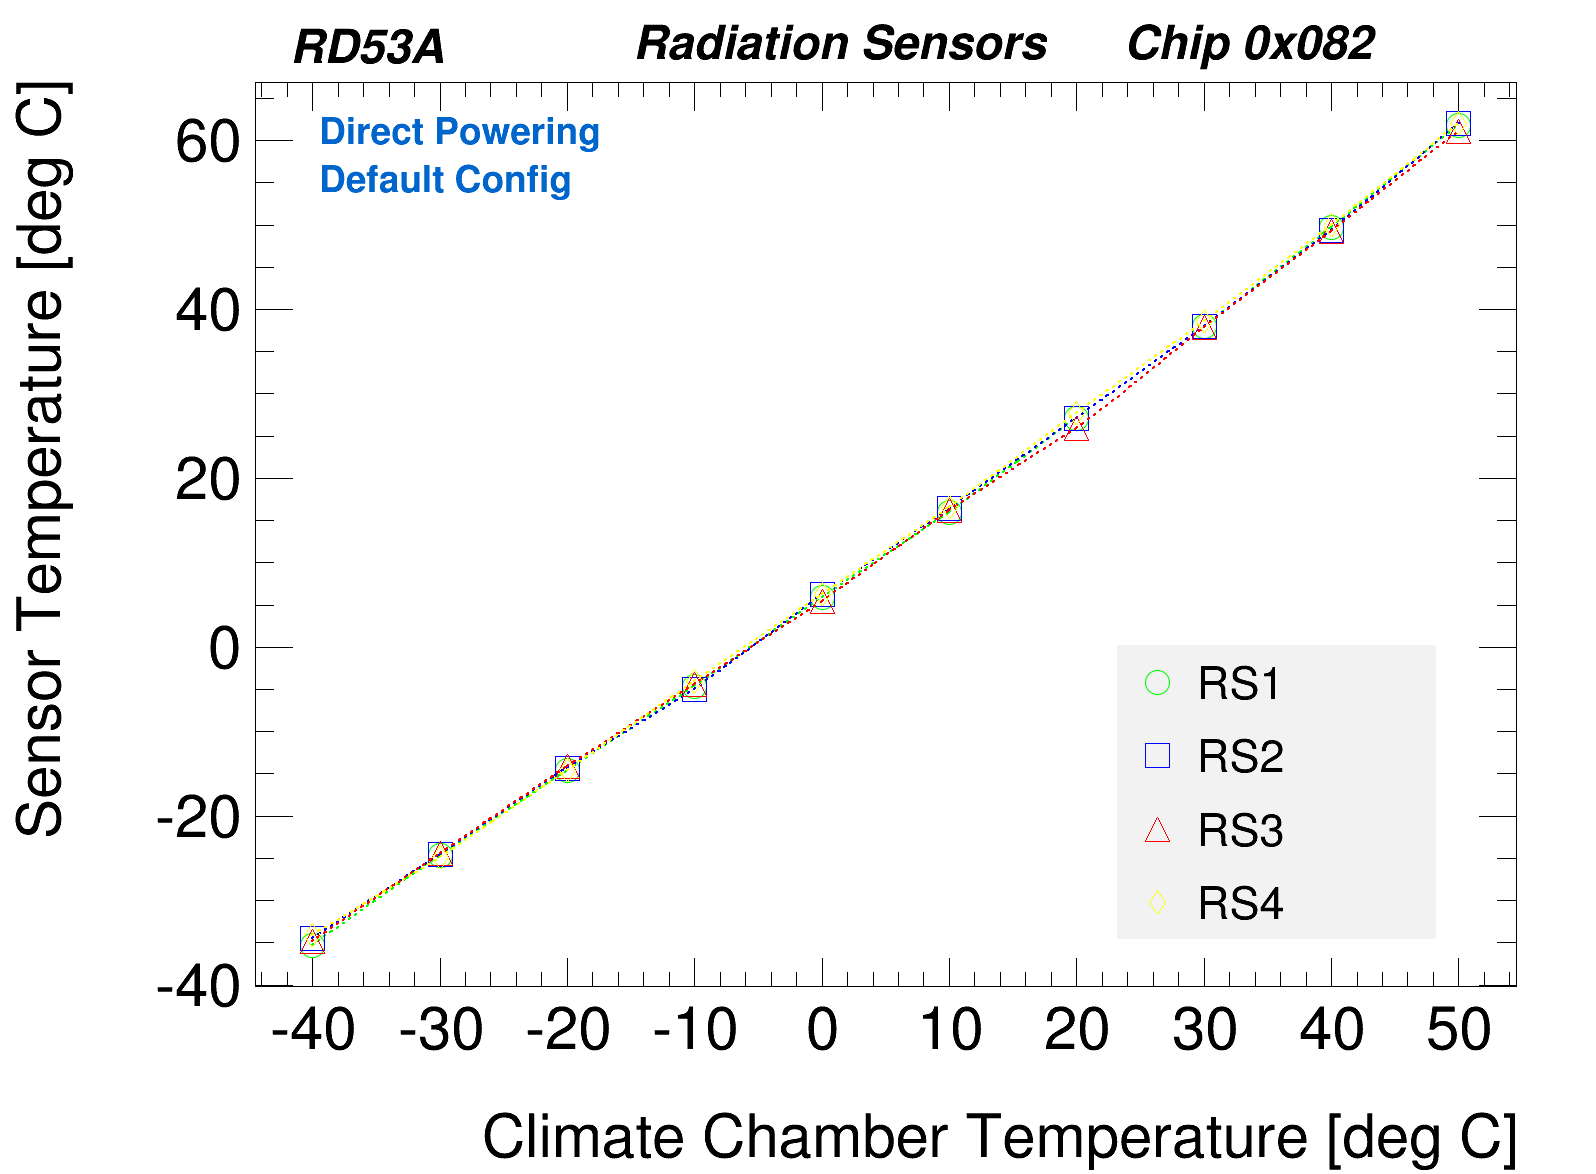 RD53A Radiation Sensors Chip 0x082
Direct Powering
Default Config
Sensor Temperature [deg C]
60
40
20
0
-20
-40
RS1
RS2
RS3
RS4
-40 -30 -20 -10 0 10 20 30 40 50
Climate Chamber Temperature [deg C]